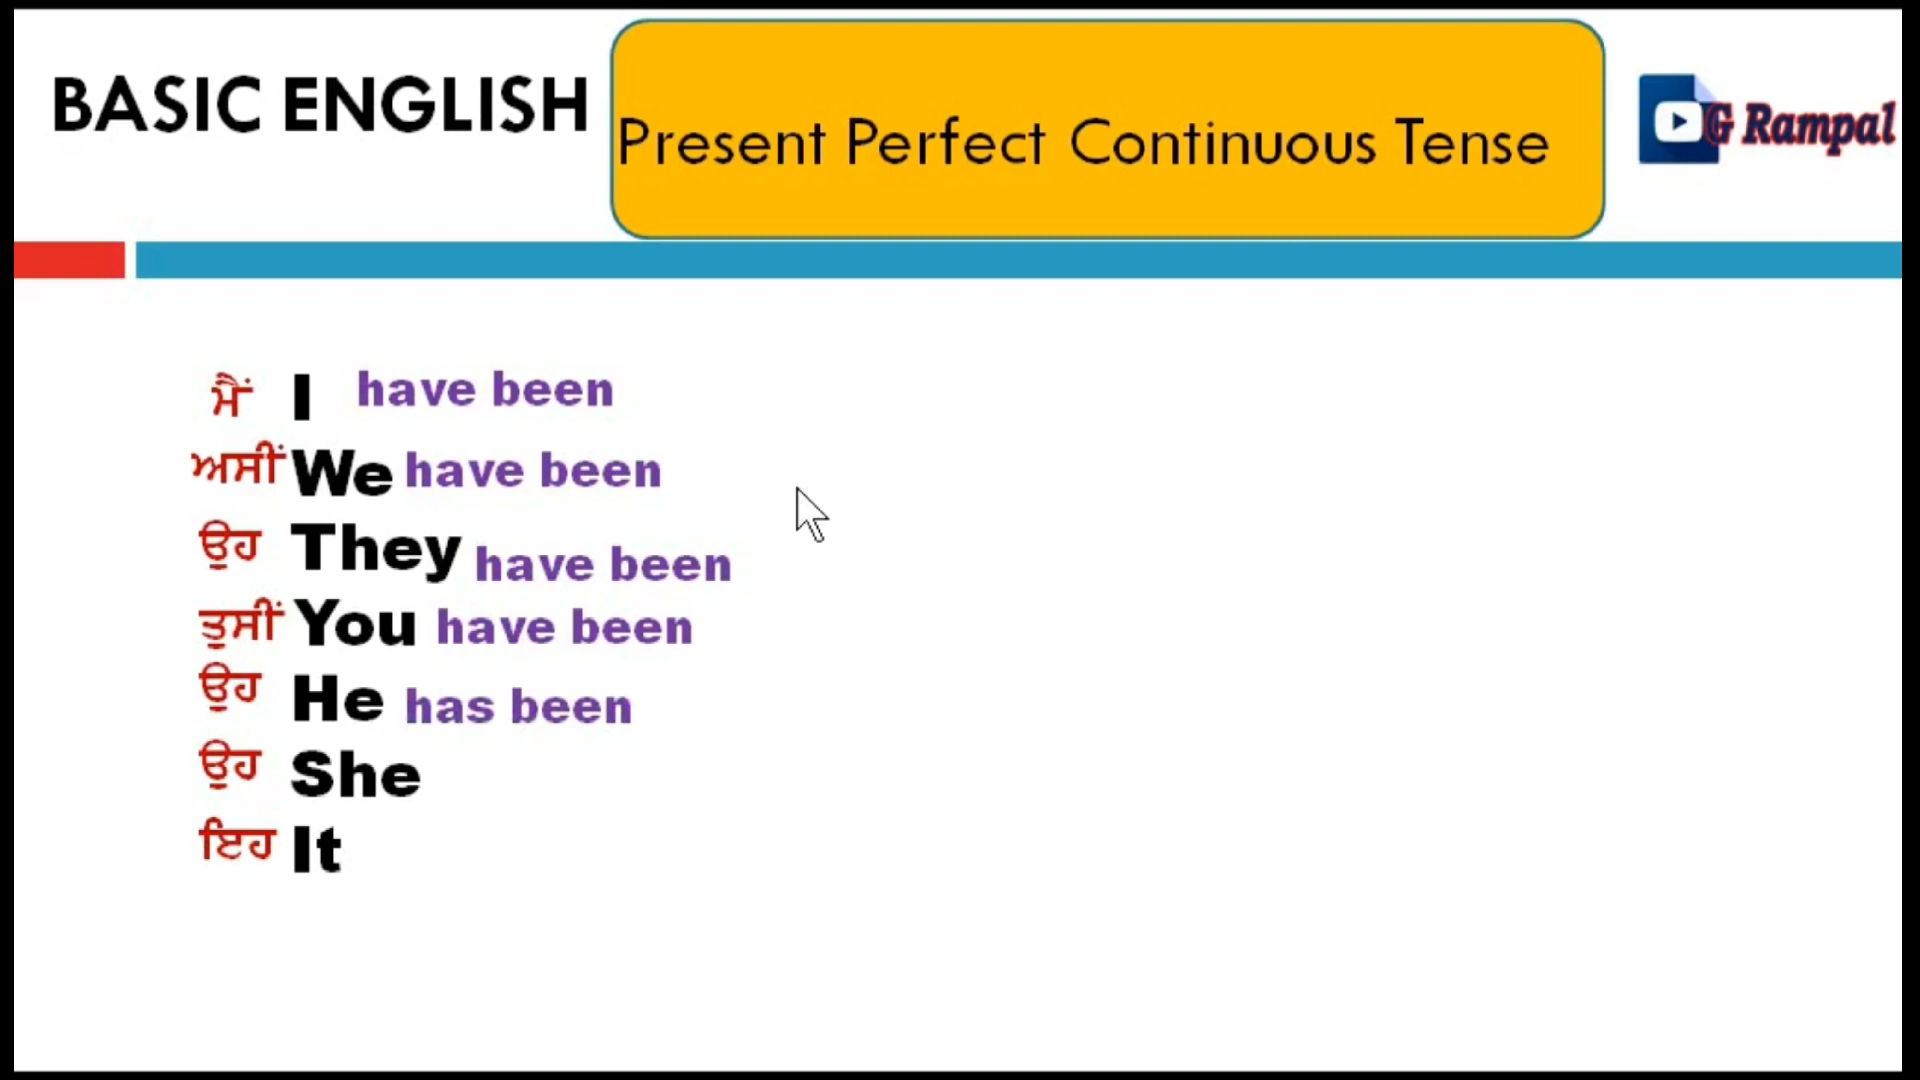 BASIC ENGLISH
Present Perfect Continuous Tense
G Rampal
ਮੈਂ I have been
ਅਸੀਂ We have been
ਉਹ They have been
ਤੁਸੀਂ You have been
ਉਹ He has been
ਉਹ She
ਇਹ It